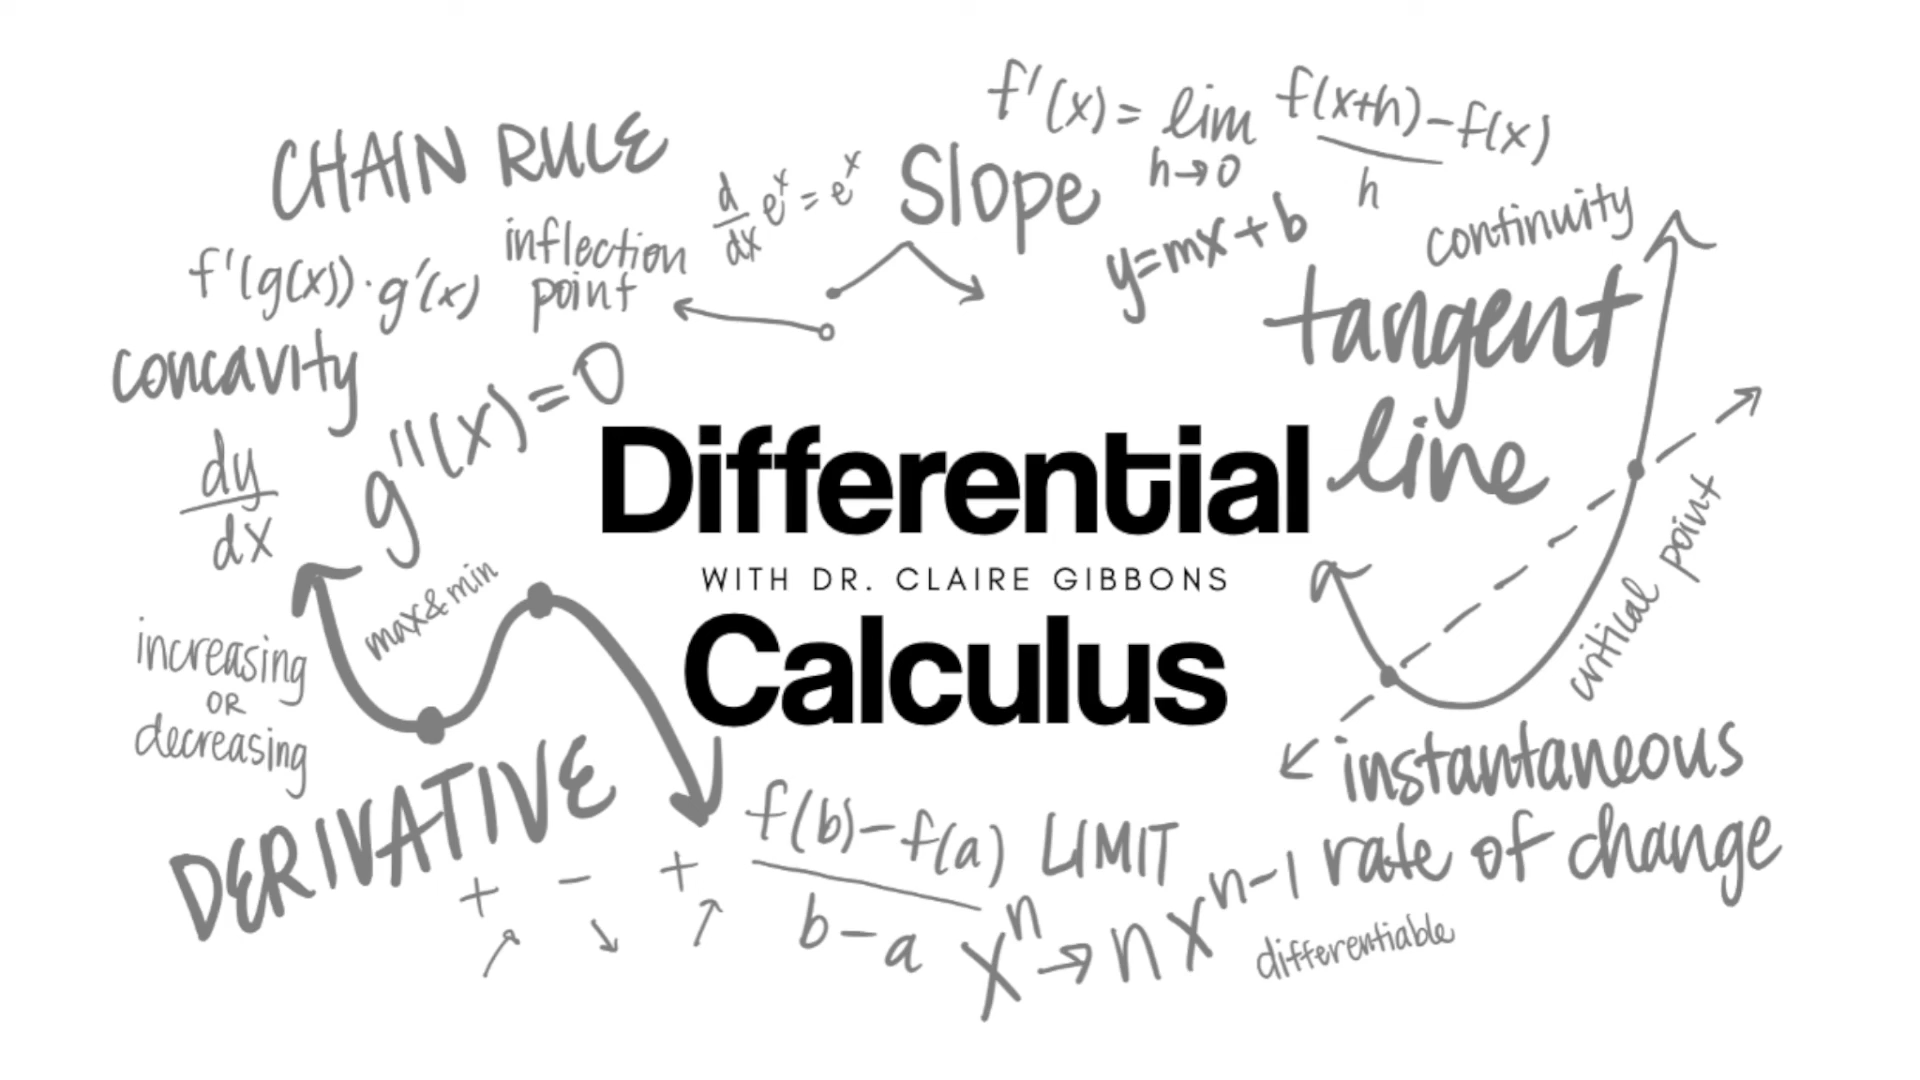 CHAIN RULE
f'(g(x))·g'(x)
inflection
point
d/dx e^x = e^x
Slope
f'(x) = lim h→0 f(x+h)-f(x) / h
y=mx+b
continuity
tangent
line
concavity
g''(x)=0
dy/dx
max&min
increasing
OR
decreasing
Differential
WITH DR. CLAIRE GIBBONS
Calculus
critical point
DERIVATIVE
+ - +
f(b)-f(a) / b-a
LIMIT
x^n → nx^n-1
instantaneous
rate of change
differentiable